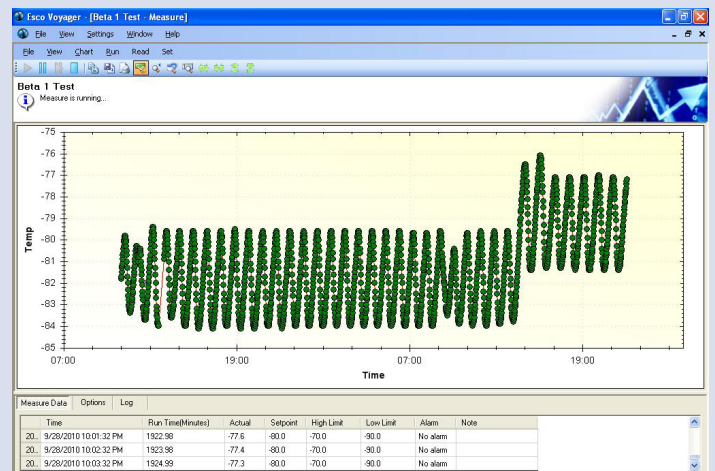 Esco Voyager - [Beta 1 Test - Measure]
File View Settings Window Help
File View Chart Run Read Set
Beta 1 Test
Measure is running...
-75
-76
-77
-78
-79
-80
-81
-82
-83
-84
-85
Temp
07:00 19:00 07:00 19:00
Time
Measure Data Options Log
Time Run Time(Minutes) Actual Setpoint High Limit Low Limit Alarm Note
20... 9/28/2010 10:01:32 PM 1922.98 -77.6 -80.0 -70.0 -90.0 No alarm
20... 9/28/2010 10:02:32 PM 1923.98 -77.4 -80.0 -70.0 -90.0 No alarm
20... 9/28/2010 10:03:32 PM 1924.99 -77.3 -80.0 -70.0 -90.0 No alarm